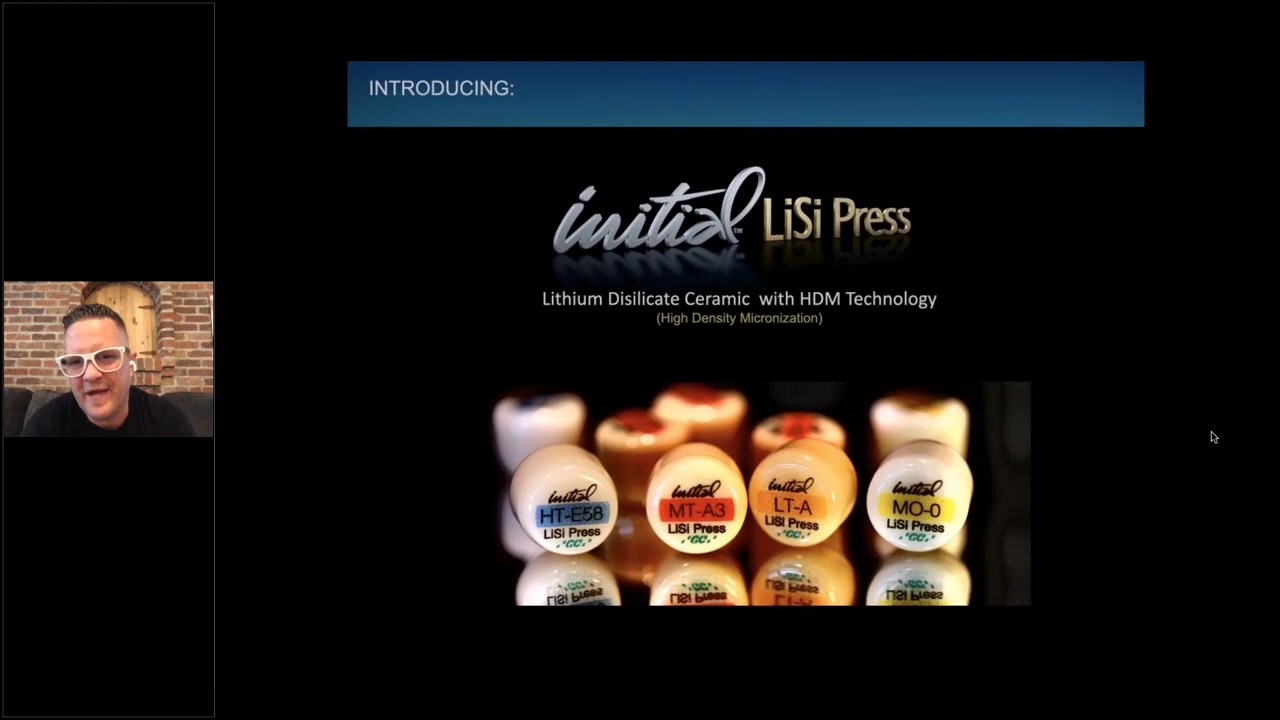 INTRODUCING:
initial™ LiSi Press
Lithium Disilicate Ceramic with HDM Technology
(High Density Micronization)
initial
HT-E58
LiSi Press
GC
initial
MT-A3
LiSi Press
GC
initial
LT-A
LiSi Press
GC
initial
MO-0
LiSi Press
GC